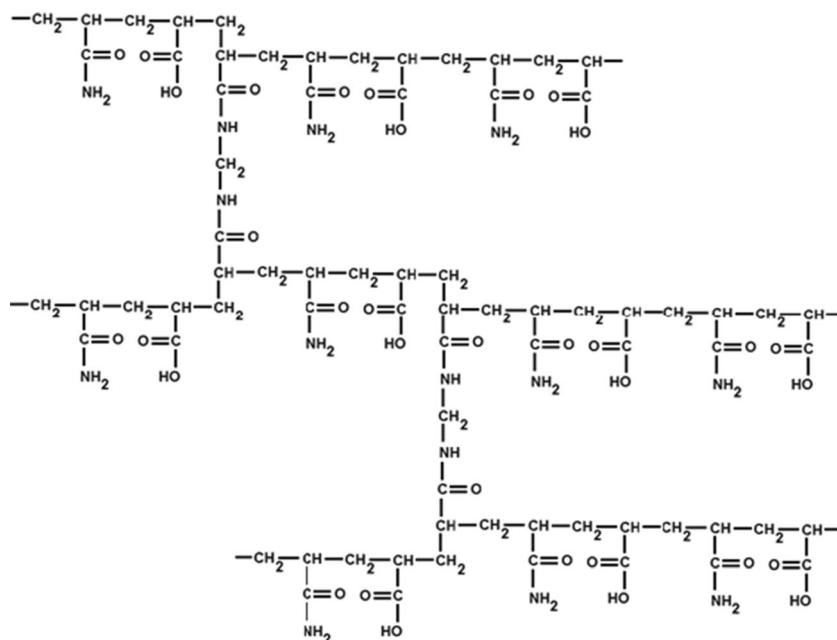 CH2 CH CH2 CH CH2
C=O O=C CH CH2 CH CH2 CH CH2 CH CH2 CH
NH2 HO C=O C=O O=C C=O O=C
NH NH2 HO NH2 HO
CH2
NH
C=O
CH CH2 CH CH2 CH CH2
CH2 CH CH2 CH CH2 C=O O=C CH CH2 CH CH2 CH CH2 CH CH2 CH
C=O O=C NH2 HO C=O C=O O=C C=O O=C
NH2 HO NH NH2 HO NH2 HO
CH2
NH
C=O
CH CH2 CH CH2 CH CH2 CH CH2 CH
CH2 CH CH2 CH CH2 C=O O=C C=O O=C
C=O O=C NH2 HO NH2 HO
NH2 HO